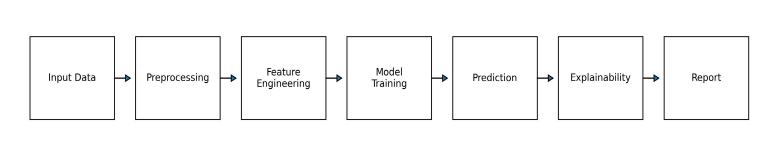 Input Data
Preprocessing
Feature
Engineering
Model
Training
Prediction
Explainability
Report